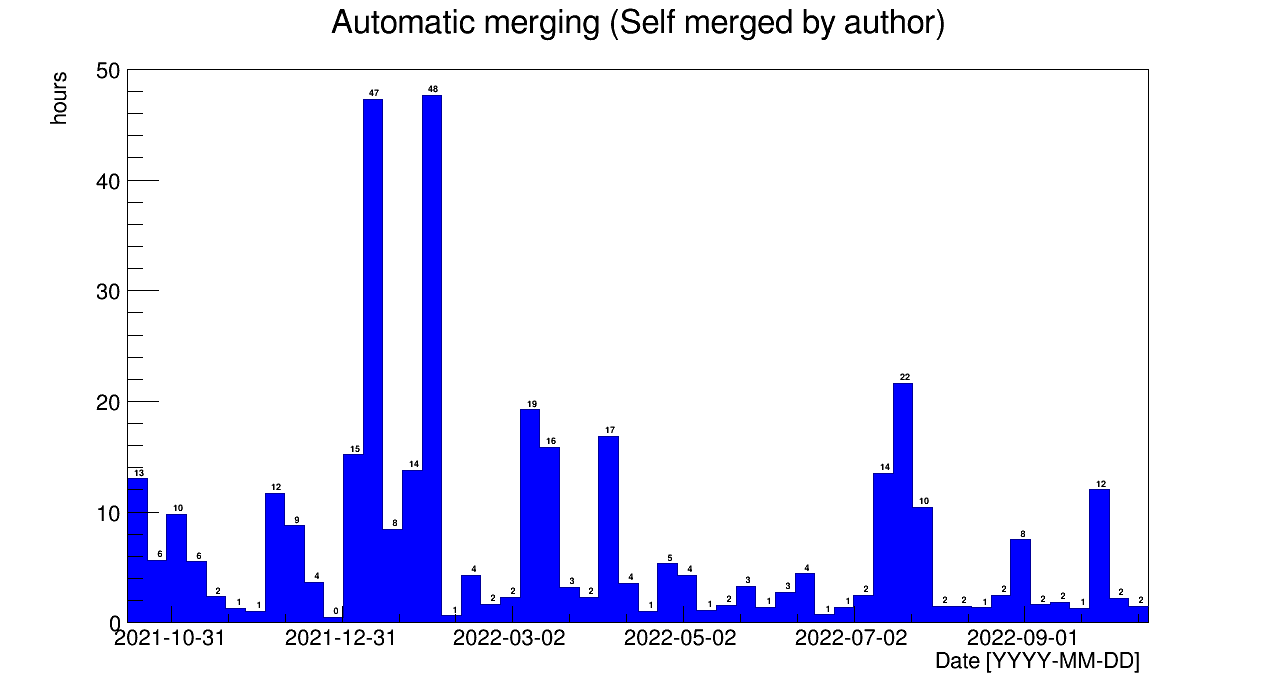 Automatic merging (Self merged by author)
hours
50
40
30
20
10
0
13 6 10 6 2 1 1 12 9 4 0 15 47 8 14 48 1 4 2 2 19 16 3 2 17 4 1 5 4 1 2 3 1 3 4 1 1 2 14 22 10 2 2 1 2 8 2 2 1 12 2 2
2021-10-31 2021-12-31 2022-03-02 2022-05-02 2022-07-02 2022-09-01
Date [YYYY-MM-DD]